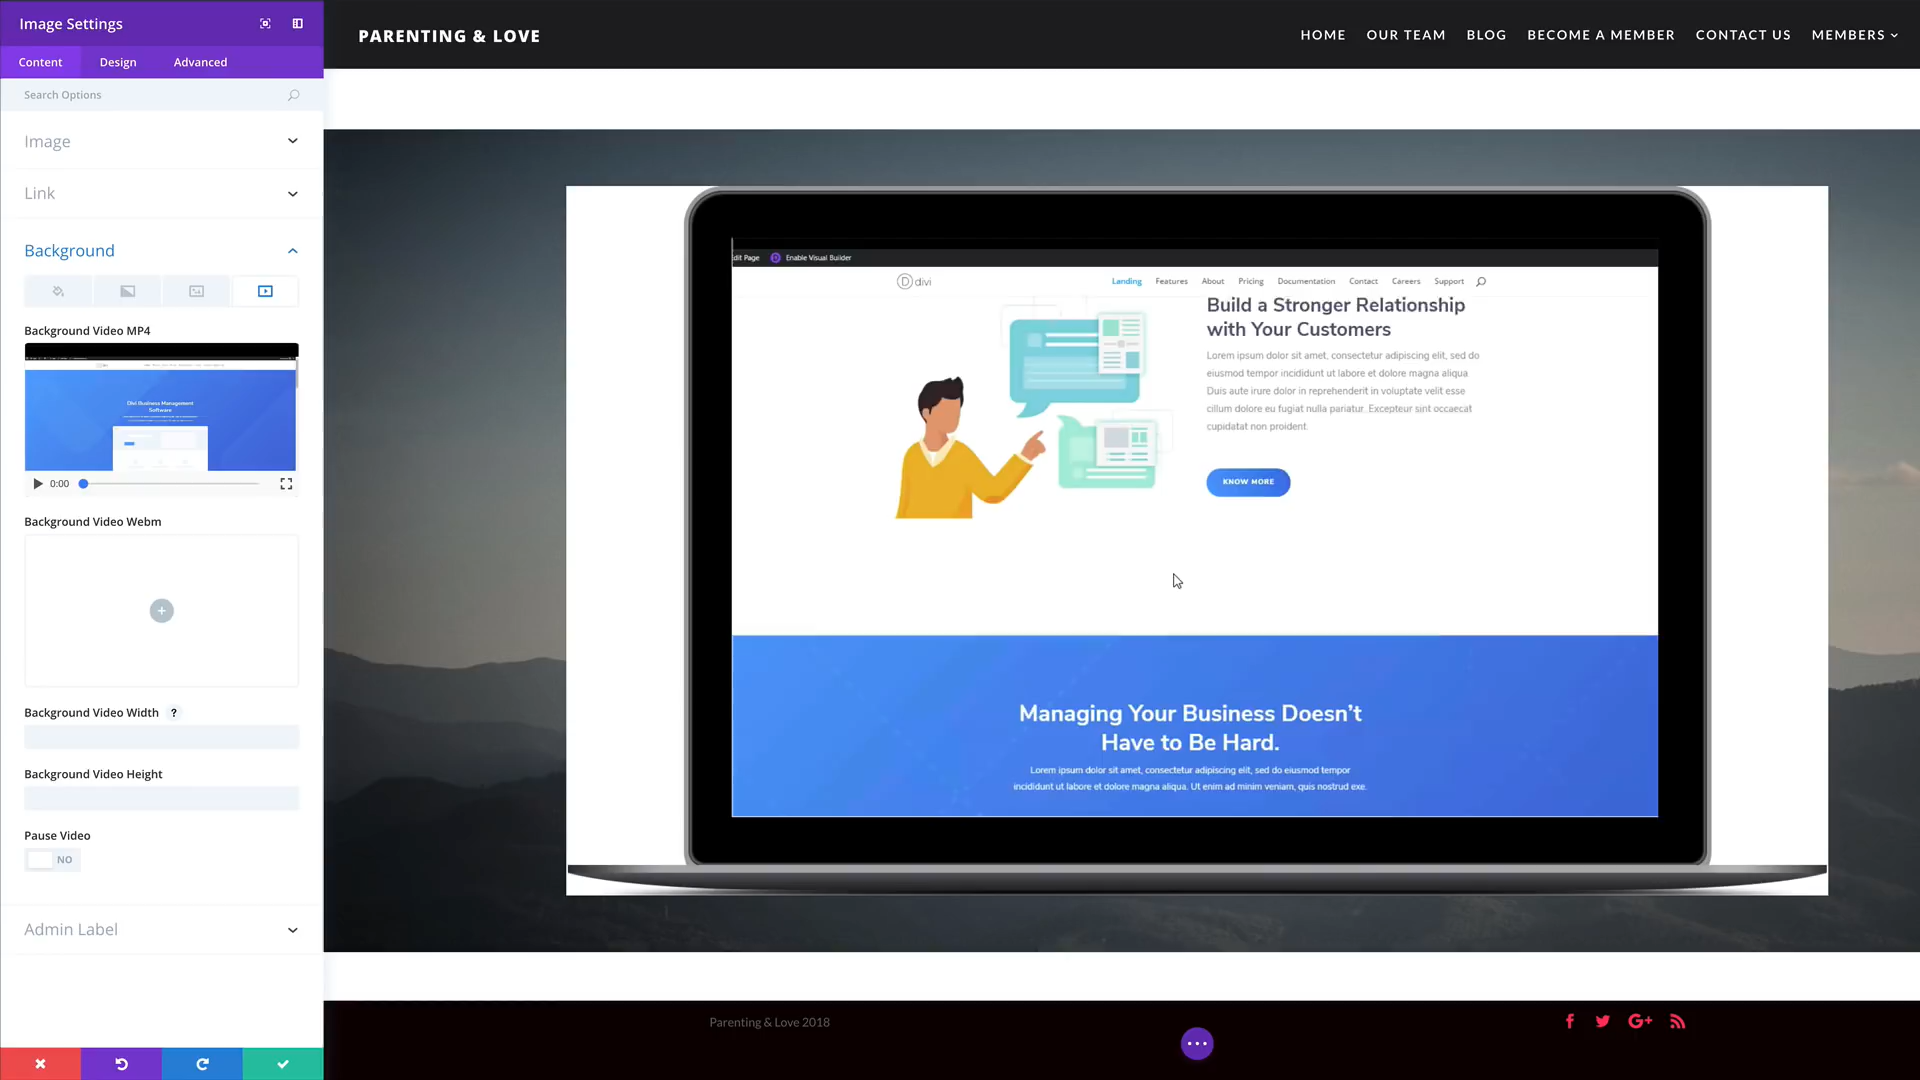 Image Settings
Content
Design
Advanced
Search Options
Image
Link
Background
Background Video MP4
Divi Business Management
Software
0:00
Background Video Webm
+
Background Video Width ?
Background Video Height
Pause Video
NO
Admin Label
PARENTING & LOVE
HOME
OUR TEAM
BLOG
BECOME A MEMBER
CONTACT US
MEMBERS
dit Page
Enable Visual Builder
D divi
Landing
Features
About
Pricing
Documentation
Contact
Careers
Support
Build a Stronger Relationship
with Your Customers
Lorem ipsum dolor sit amet, consectetur adipiscing elit, sed do
eiusmod tempor incididunt ut labore et dolore magna aliqua
Duis aute irure dolor in reprehenderit in voluptate velit esse
cillum dolore eu fugiat nulla pariatur. Excepteur sint occaecat
cupidatat non proident.
KNOW MORE
Managing Your Business Doesn’t
Have to Be Hard.
Lorem ipsum dolor sit amet, consectetur adipiscing elit, sed do eiusmod tempor
incididunt ut labore et dolore magna aliqua. Ut enim ad minim veniam, quis nostrud exe.
Parenting & Love 2018
G+